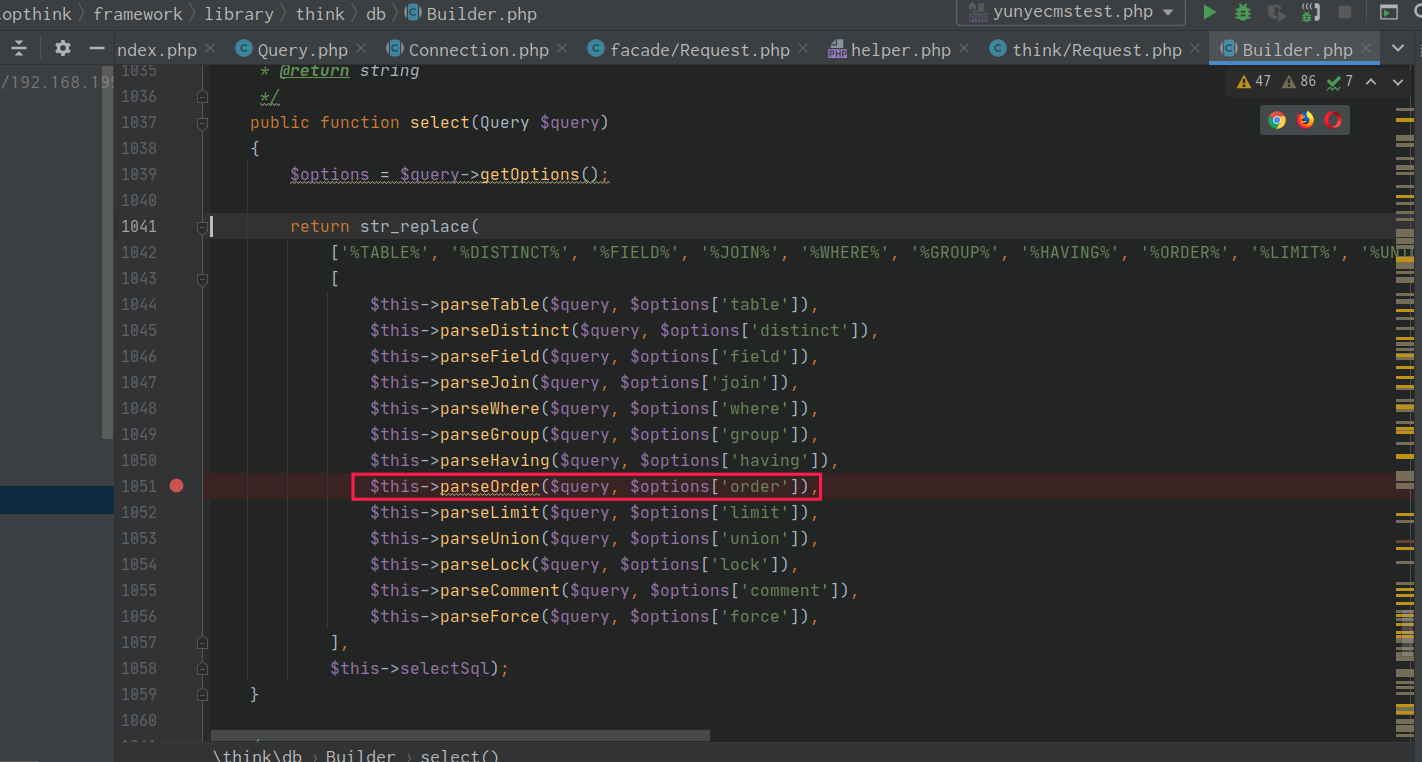 opthink › framework › library › think › db › Builder.php yunyecmstest.php
ndex.php × Query.php × Connection.php × facade/Request.php × helper.php × think/Request.php × Builder.php ×
/192.168.199
47 86 7
1035 * @return string
1036 */
1037 public function select(Query $query)
1038 {
1039 $options = $query->getOptions();
1040
1041 return str_replace(
1042 ['%TABLE%', '%DISTINCT%', '%FIELD%', '%JOIN%', '%WHERE%', '%GROUP%', '%HAVING%', '%ORDER%', '%LIMIT%', '%UNI
1043 [
1044 $this->parseTable($query, $options['table']),
1045 $this->parseDistinct($query, $options['distinct']),
1046 $this->parseField($query, $options['field']),
1047 $this->parseJoin($query, $options['join']),
1048 $this->parseWhere($query, $options['where']),
1049 $this->parseGroup($query, $options['group']),
1050 $this->parseHaving($query, $options['having']),
1051 $this->parseOrder($query, $options['order']),
1052 $this->parseLimit($query, $options['limit']),
1053 $this->parseUnion($query, $options['union']),
1054 $this->parseLock($query, $options['lock']),
1055 $this->parseComment($query, $options['comment']),
1056 $this->parseForce($query, $options['force']),
1057 ],
1058 $this->selectSql);
1059 }
1060
\think\db › Builder › select()